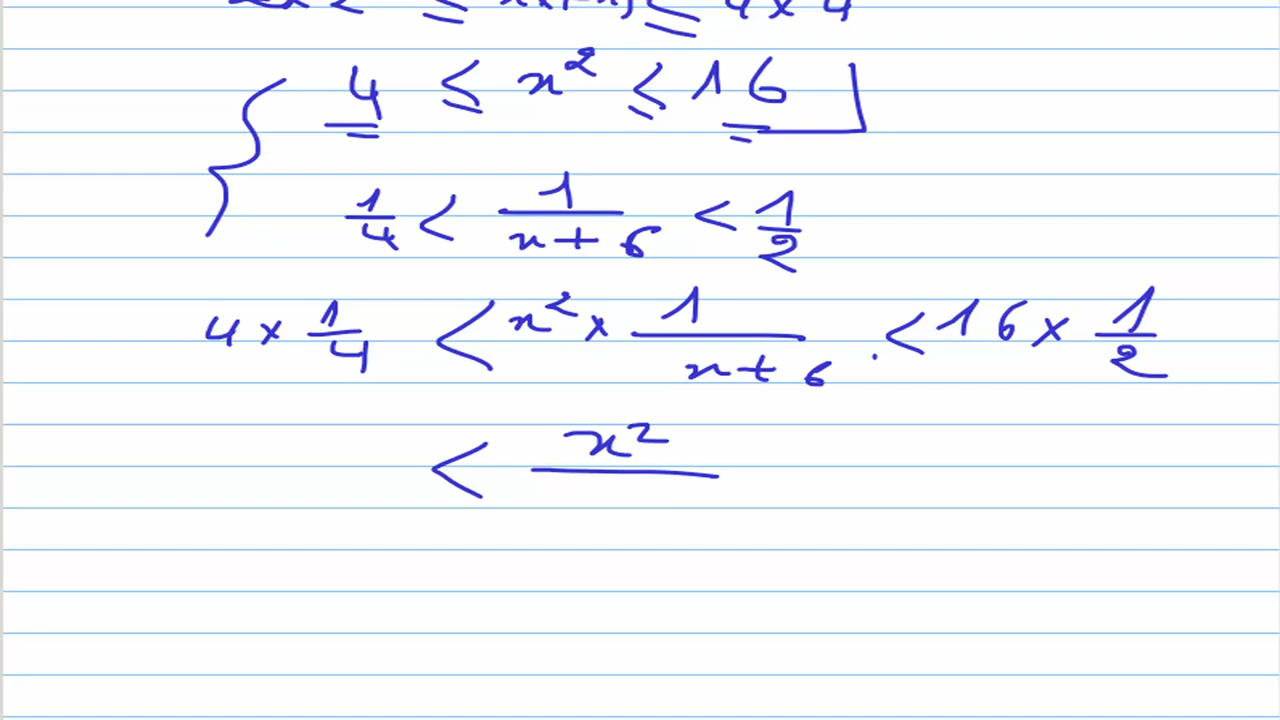 4 ≤ x² ≤ 16
1/4 < 1/(x + 6) < 1/2
4 × 1/4 < x² × 1/(x + 6) . < 16 × 1/2
< x²/